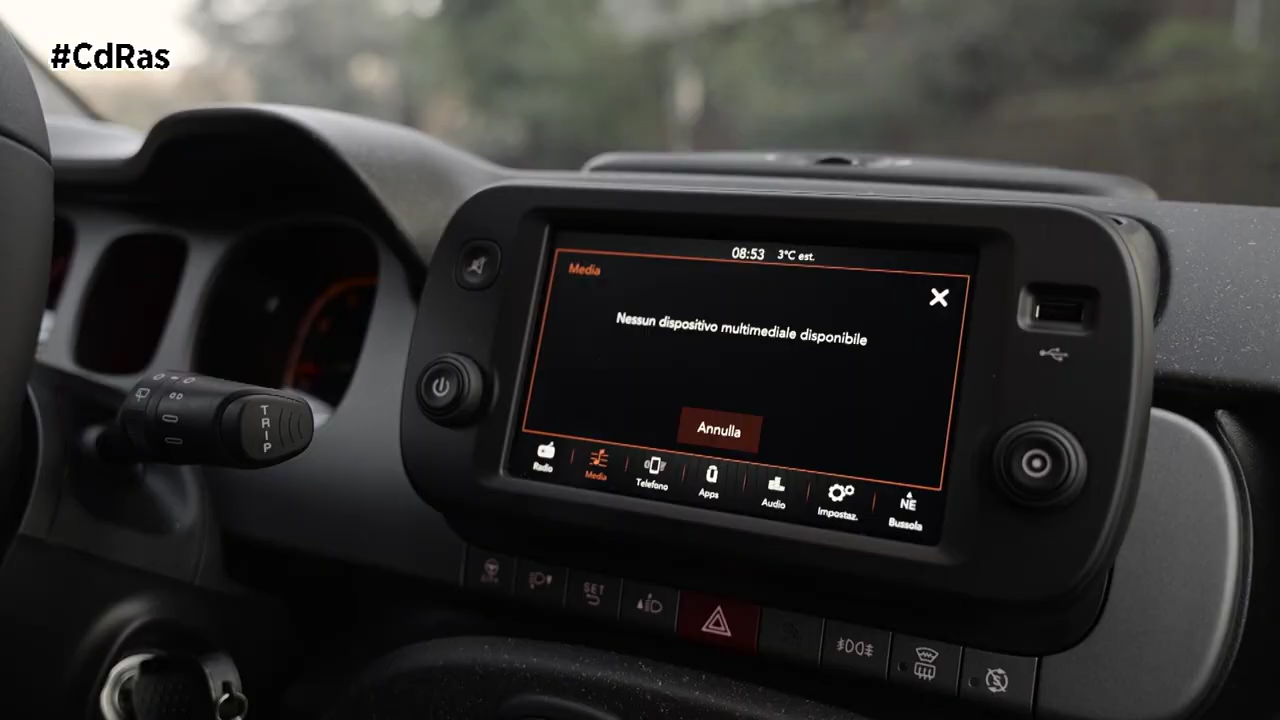 #CdRas
08:53 3°C est.
Media
Nessun dispositivo multimediale disponibile
Annulla
Radio Media Telefono Apps Audio Impostaz. NE Bussola
TRIP
SET